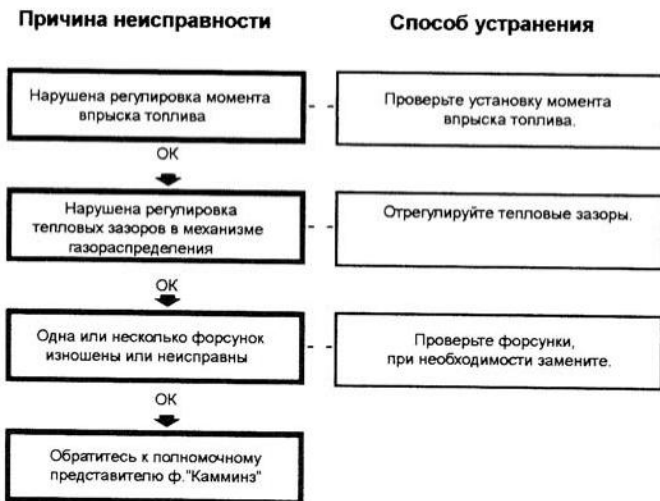 Причина неисправности
Способ устранения
Нарушена регулировка момента
впрыска топлива
Проверьте установку момента
впрыска топлива.
ОК
Нарушена регулировка
тепловых зазоров в механизме
газораспределения
Отрегулируйте тепловые зазоры.
ОК
Одна или несколько форсунок
изношены или неисправны
Проверьте форсунки,
при необходимости замените.
ОК
Обратитесь к полномочному
представителю ф."Камминз"